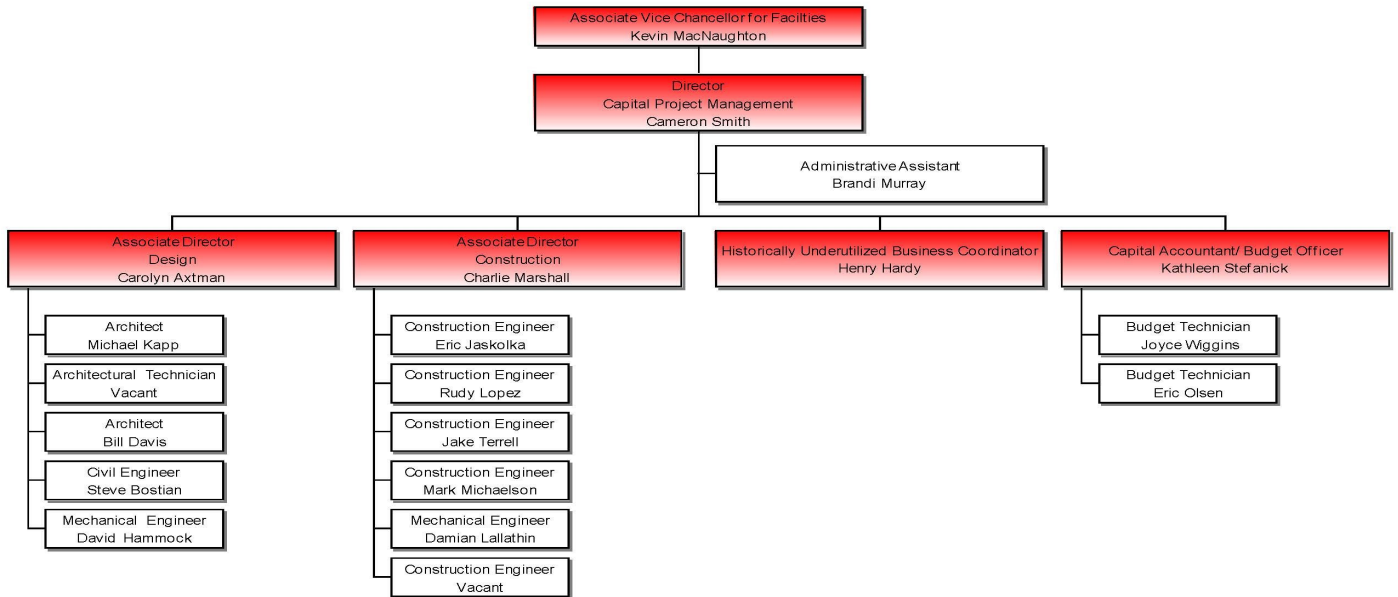 Associate Vice Chancellor for Facilties
Kevin MacNaughton
Director
Capital Project Management
Cameron Smith
Administrative Assistant
Brandi Murray
Associate Director
Design
Carolyn Axtman
Associate Director
Construction
Charlie Marshall
Historically Underutilized Business Coordinator
Henry Hardy
Capital Accountant/ Budget Officer
Kathleen Stefanick
Architect
Michael Kapp
Architectural Technician
Vacant
Architect
Bill Davis
Civil Engineer
Steve Bostian
Mechanical Engineer
David Hammock
Construction Engineer
Eric Jaskolka
Construction Engineer
Rudy Lopez
Construction Engineer
Jake Terrell
Construction Engineer
Mark Michaelson
Mechanical Engineer
Damian Lallathin
Construction Engineer
Vacant
Budget Technician
Joyce Wiggins
Budget Technician
Eric Olsen